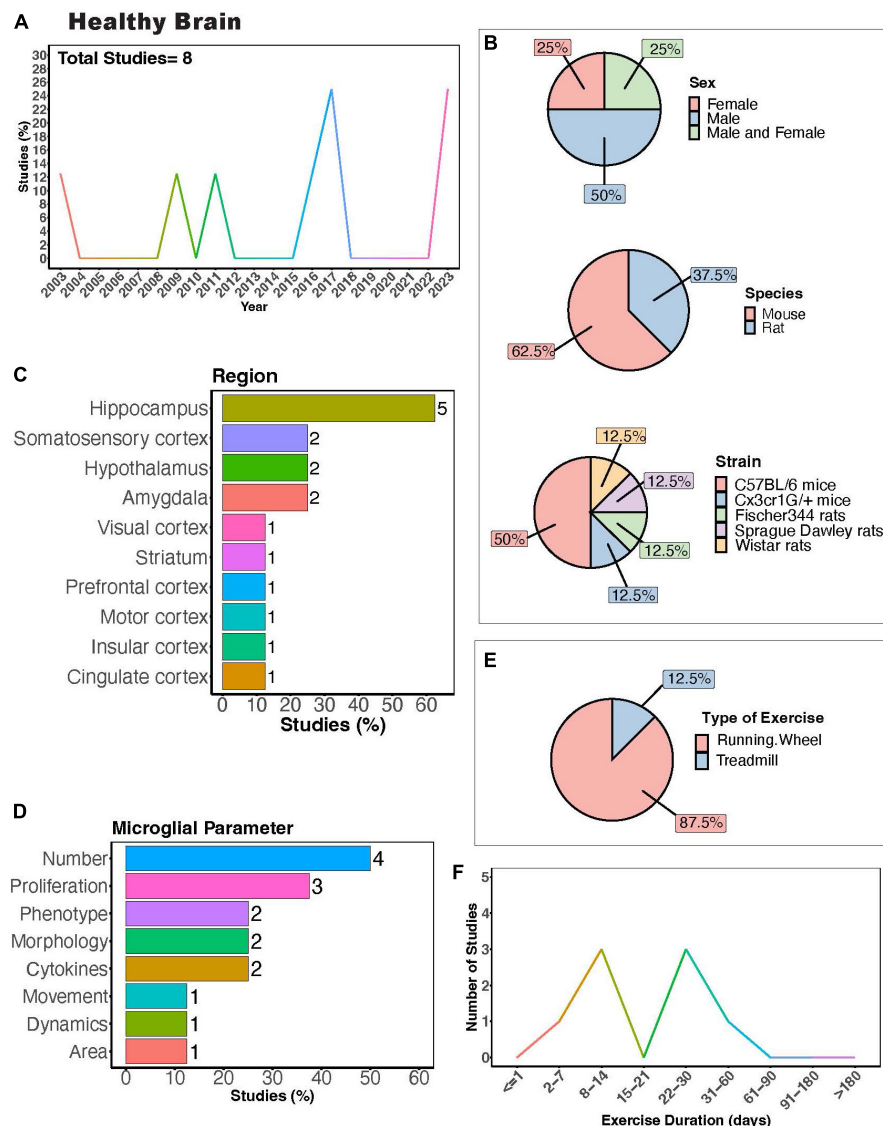 A
Healthy Brain
Total Studies= 8
Studies (%)
30
28
26
24
22
20
18
16
14
12
10
8
6
4
2
0
2003
2004
2005
2006
2007
2008
2009
2010
2011
2012
2014
2015
2016
2017
2018
2019
2020
2021
2022
2023
Year
B
25%
25%
50%
Sex
Female
Male
Male and Female
37.5%
62.5%
Species
Mouse
Rat
12.5%
12.5%
50%
12.5%
12.5%
Strain
C57BL/6 mice
Cx3cr1G/+ mice
Fischer344 rats
Sprague Dawley rats
Wistar rats
C
Region
Hippocampus 5
Somatosensory cortex 2
Hypothalamus 2
Amygdala 2
Visual cortex 1
Striatum 1
Prefrontal cortex 1
Motor cortex 1
Insular cortex 1
Cingulate cortex 1
0 10 20 30 40 50 60
Studies (%)
E
12.5%
87.5%
Type of Exercise
Running.Wheel
Treadmill
D
Microglial Parameter
Number 4
Proliferation 3
Phenotype 2
Morphology 2
Cytokines 2
Movement 1
Dynamics 1
Area 1
0 10 20 30 40 50 60
Studies (%)
F
Number of Studies
5
4
3
2
1
0
<=1
2–7
8–14
15–21
22–30
31–60
61–90
91–180
>180
Exercise Duration (days)